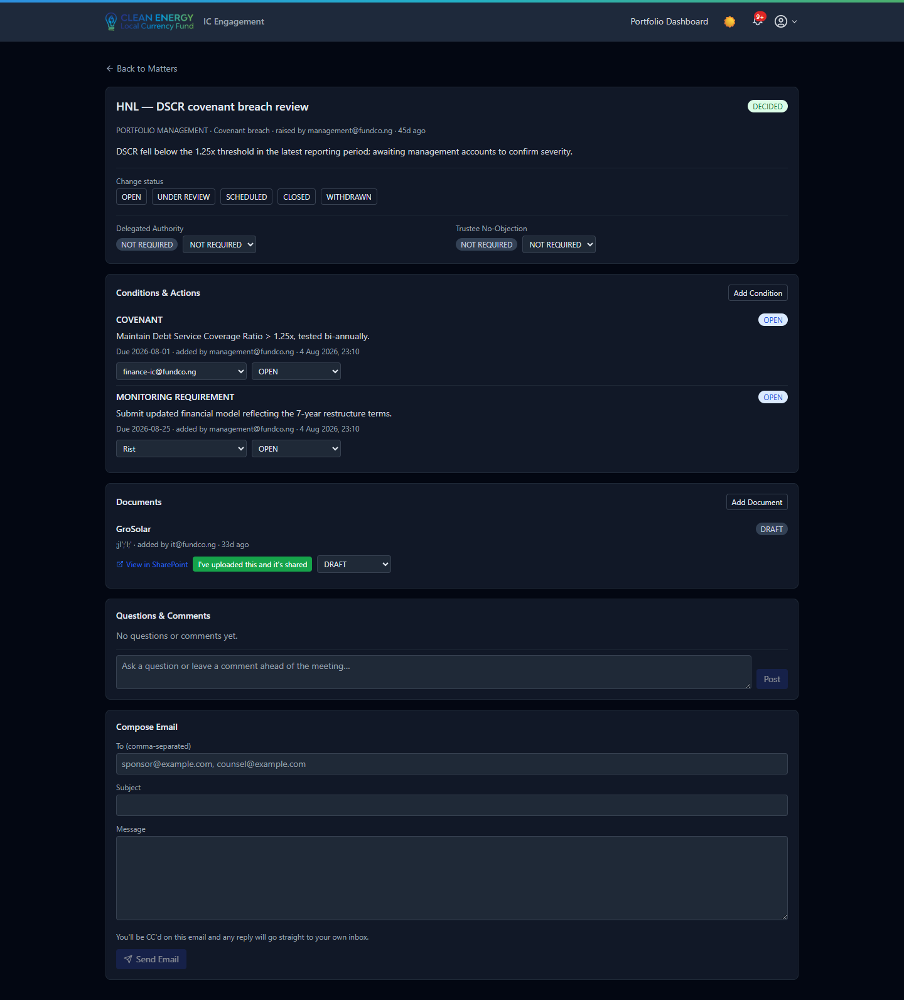 CLEAN ENERGY
Local Currency Fund
IC Engagement
Portfolio Dashboard
9+
Back to Matters
HNL — DSCR covenant breach review
DECIDED
PORTFOLIO MANAGEMENT · Covenant breach · raised by management@fundco.ng · 45d ago
DSCR fell below the 1.25x threshold in the latest reporting period; awaiting management accounts to confirm severity.
Change status
OPEN UNDER REVIEW SCHEDULED CLOSED WITHDRAWN
Delegated Authority
NOT REQUIRED NOT REQUIRED
Trustee No-Objection
NOT REQUIRED NOT REQUIRED
Conditions & Actions
Add Condition
COVENANT
OPEN
Maintain Debt Service Coverage Ratio > 1.25x, tested bi-annually.
Due 2026-08-01 · added by management@fundco.ng · 4 Aug 2026, 23:10
finance-ic@fundco.ng OPEN
MONITORING REQUIREMENT
OPEN
Submit updated financial model reflecting the 7-year restructure terms.
Due 2026-08-25 · added by management@fundco.ng · 4 Aug 2026, 23:10
Rist OPEN
Documents
Add Document
GroSolar
DRAFT
;jl';'l;' · added by it@fundco.ng · 33d ago
View in SharePoint I've uploaded this and it's shared DRAFT
Questions & Comments
No questions or comments yet.
Ask a question or leave a comment ahead of the meeting...
Post
Compose Email
To (comma-separated)
sponsor@example.com, counsel@example.com
Subject
Message
You'll be CC'd on this email and any reply will go straight to your own inbox.
Send Email